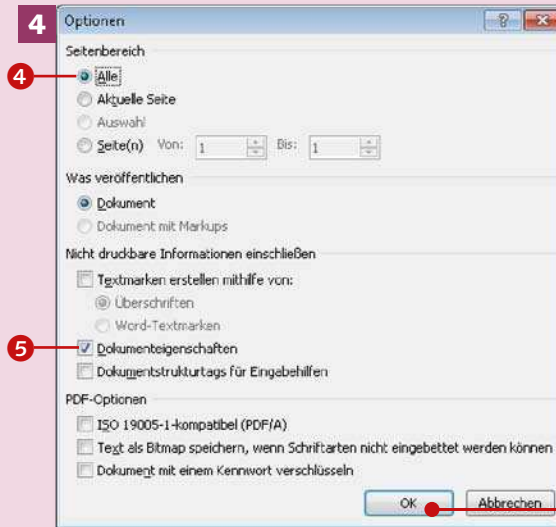 4
Optionen
Seitenbereich
4 Alle
Aktuelle Seite
Auswahl
Seite(n) Von: 1 Bis: 1
Was veröffentlichen
Dokument
Dokument mit Markups
Nicht druckbare Informationen einschließen
Textmarken erstellen mithilfe von:
Überschriften
Word-Textmarken
5 Dokumenteigenschaften
Dokumentstrukturtags für Eingabehilfen
PDF-Optionen
ISO 19005-1-kompatibel (PDF/A)
Text als Bitmap speichern, wenn Schriftarten nicht eingebettet werden können
Dokument mit einem Kennwort verschlüsseln
OK Abbrechen